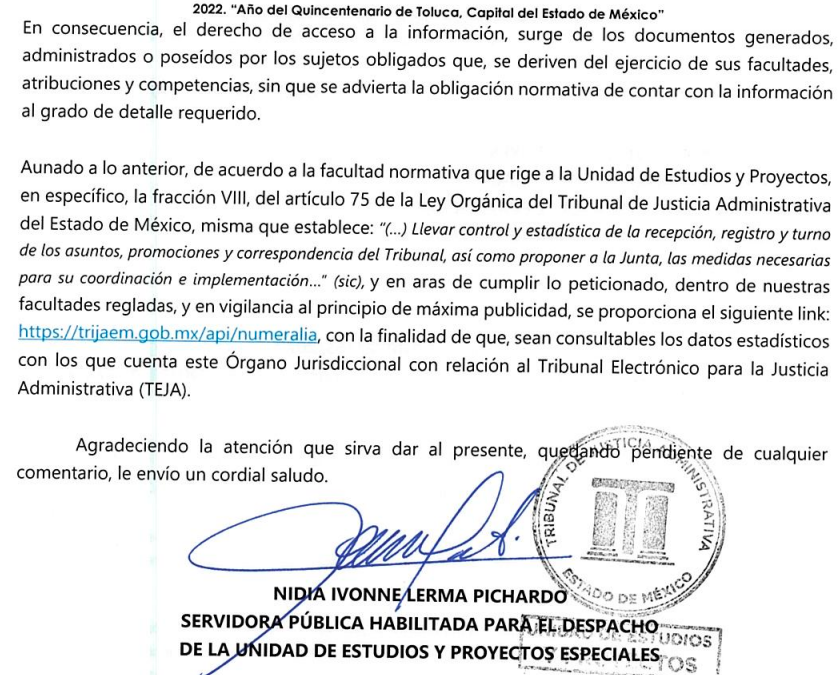 2022. “Año del Quincentenario de Toluca, Capital del Estado de México”
En consecuencia, el derecho de acceso a la información, surge de los documentos generados,
administrados o poseídos por los sujetos obligados que, se deriven del ejercicio de sus facultades,
atribuciones y competencias, sin que se advierta la obligación normativa de contar con la información
al grado de detalle requerido.
Aunado a lo anterior, de acuerdo a la facultad normativa que rige a la Unidad de Estudios y Proyectos,
en específico, la fracción VIII, del artículo 75 de la Ley Orgánica del Tribunal de Justicia Administrativa
del Estado de México, misma que establece: “(...) Llevar control y estadística de la recepción, registro y turno
de los asuntos, promociones y correspondencia del Tribunal, así como proponer a la Junta, las medidas necesarias
para su coordinación e implementación...” (sic), y en aras de cumplir lo peticionado, dentro de nuestras
facultades regladas, y en vigilancia al principio de máxima publicidad, se proporciona el siguiente link:
https://trijaem.gob.mx/api/numeralia, con la finalidad de que, sean consultables los datos estadísticos
con los que cuenta este Órgano Jurisdiccional con relación al Tribunal Electrónico para la Justicia
Administrativa (TEJA).
Agradeciendo la atención que sirva dar al presente, quedando pendiente de cualquier
comentario, le envío un cordial saludo.
TRIBUNAL DE JUSTICIA ADMINISTRATIVA
ESTADO DE MÉXICO
NIDIA IVONNE LERMA PICHARDO
SERVIDORA PÚBLICA HABILITADA PARA EL DESPACHO
DE LA UNIDAD DE ESTUDIOS Y PROYECTOS ESPECIALES
UNIDAD DE ESTUDIOS
Y PROYECTOS